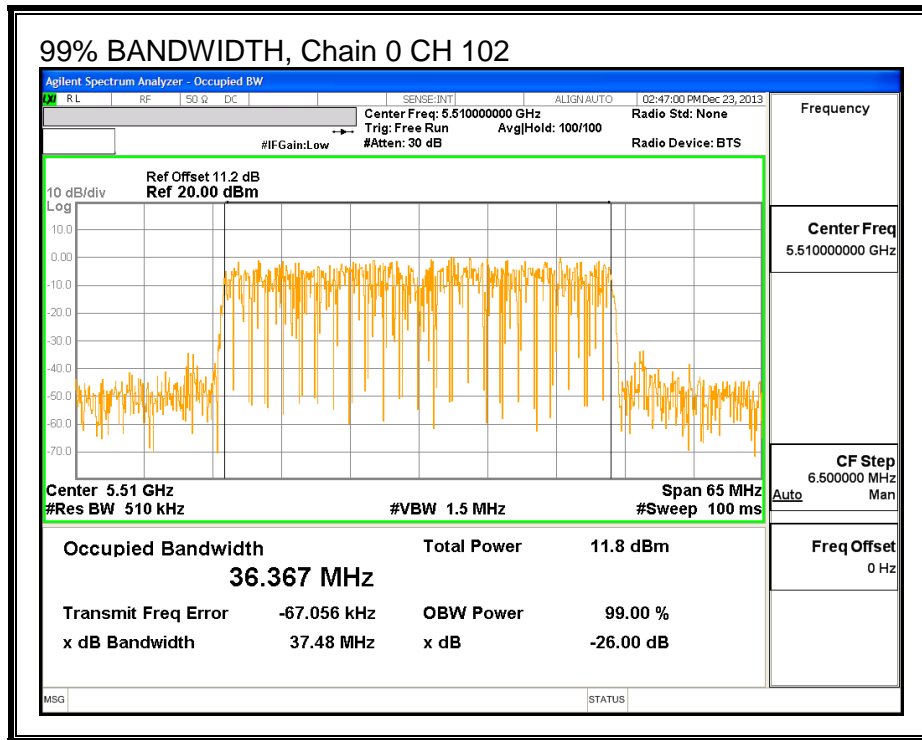 99% BANDWIDTH, Chain 0 CH 102
Agilent Spectrum Analyzer - Occupied BW
LXI RL RF 50 Ω DC SENSE:INT ALIGN AUTO 02:47:00 PM Dec 23, 2013
Center Freq: 5.510000000 GHz Radio Std: None
Trig: Free Run Avg|Hold: 100/100
#IFGain:Low #Atten: 30 dB Radio Device: BTS
Frequency
Ref Offset 11.2 dB
10 dB/div Ref 20.00 dBm
Log
10.0
0.00
-10.0
-20.0
-30.0
-40.0
-50.0
-60.0
-70.0
Center 5.51 GHz Span 65 MHz
#Res BW 510 kHz #VBW 1.5 MHz #Sweep 100 ms
Center Freq
5.510000000 GHz
CF Step
6.500000 MHz
Auto Man
Freq Offset
0 Hz
Occupied Bandwidth Total Power 11.8 dBm
36.367 MHz
Transmit Freq Error -67.056 kHz OBW Power 99.00 %
x dB Bandwidth 37.48 MHz x dB -26.00 dB
MSG STATUS